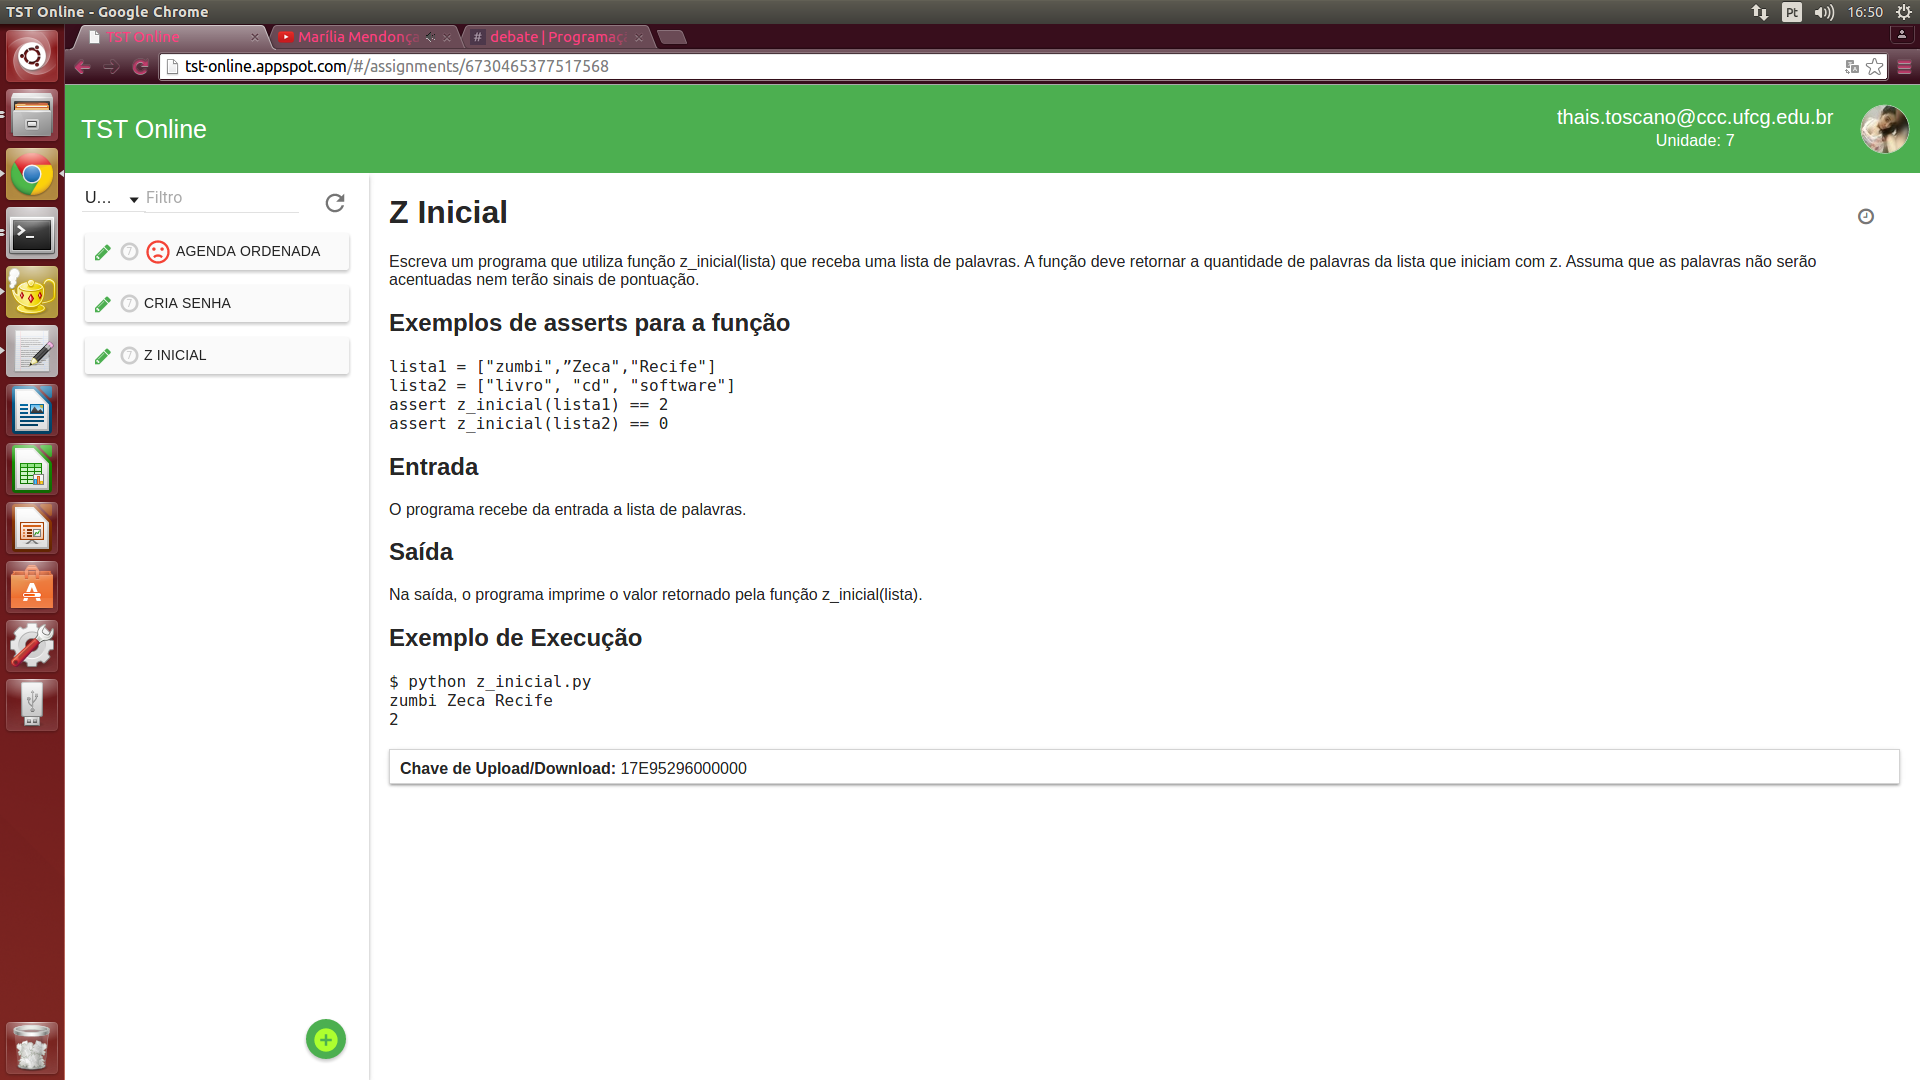 TST Online - Google Chrome
Pt
16:50
TST Online
Marília Mendonça
# debate | Programaçã
tst-online.appspot.com/#/assignments/6730465377517568
TST Online
thais.toscano@ccc.ufcg.edu.br
Unidade: 7
U...
Filtro
7 AGENDA ORDENADA
7 CRIA SENHA
7 Z INICIAL
Z Inicial
Escreva um programa que utiliza função z_inicial(lista) que receba uma lista de palavras. A função deve retornar a quantidade de palavras da lista que iniciam com z. Assuma que as palavras não serão
acentuadas nem terão sinais de pontuação.
Exemplos de asserts para a função
lista1 = ["zumbi",”Zeca","Recife"]
lista2 = ["livro", "cd", "software"]
assert z_inicial(lista1) == 2
assert z_inicial(lista2) == 0
Entrada
O programa recebe da entrada a lista de palavras.
Saída
Na saída, o programa imprime o valor retornado pela função z_inicial(lista).
Exemplo de Execução
$ python z_inicial.py
zumbi Zeca Recife
2
Chave de Upload/Download: 17E95296000000